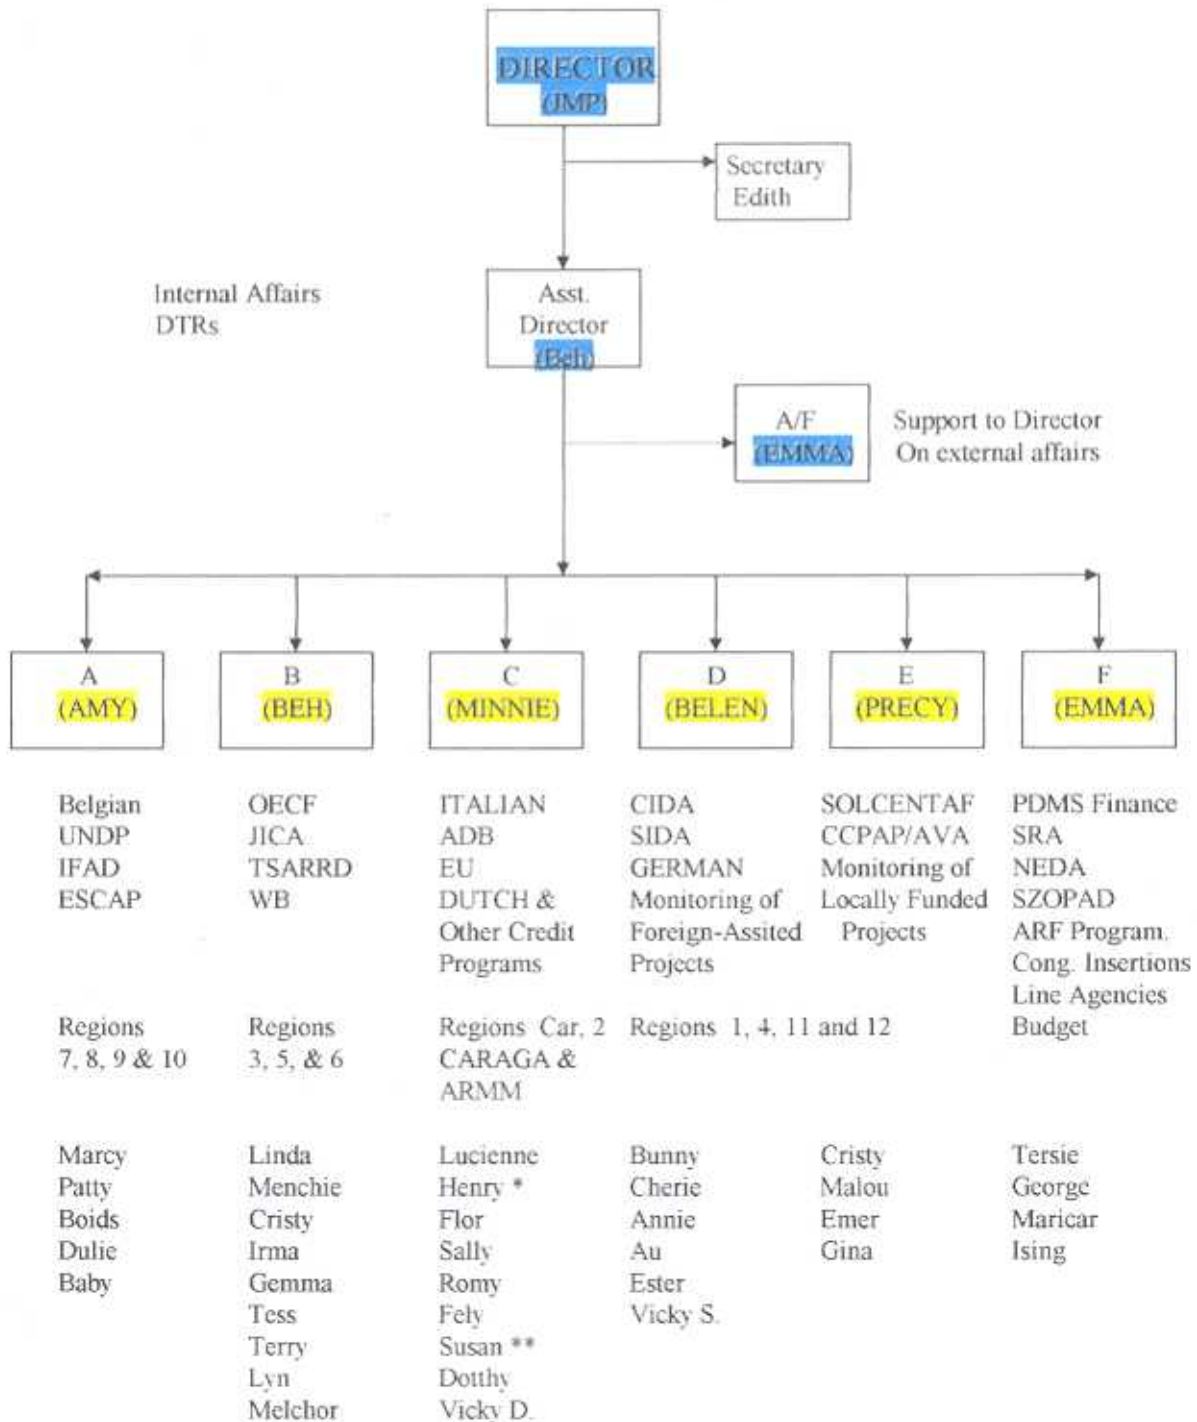 DIRECTOR
(JMP)
Secretary
Edith
Internal Affairs
DTRs
Asst.
Director
(Beh)
A/F
(EMMA)
Support to Director
On external affairs
A
(AMY)
B
(BEH)
C
(MINNIE)
D
(BELEN)
E
(PRECY)
F
(EMMA)
Belgian
UNDP
IFAD
ESCAP
Regions
7, 8, 9 & 10
Marcy
Patty
Boids
Dulie
Baby
OECF
JICA
TSARRD
WB
Regions
3, 5, & 6
Linda
Menchie
Cristy
Irma
Gemma
Tess
Terry
Lyn
Melchor
ITALIAN
ADB
EU
DUTCH &
Other Credit
Programs
Regions Car, 2
CARAGA &
ARMM
Lucienne
Henry *
Flor
Sally
Romy
Fely
Susan **
Dotthy
Vicky D.
CIDA
SIDA
GERMAN
Monitoring of
Foreign-Assited
Projects
Regions 1, 4, 11 and 12
Bunny
Cherie
Annie
Au
Ester
Vicky S.
SOLCENTAF
CCPAP/AVA
Monitoring of
Locally Funded
Projects
Cristy
Malou
Emer
Gina
PDMS Finance
SRA
NEDA
SZOPAD
ARF Program.
Cong. Insertions
Line Agencies
Budget
Tersie
George
Maricar
Ising